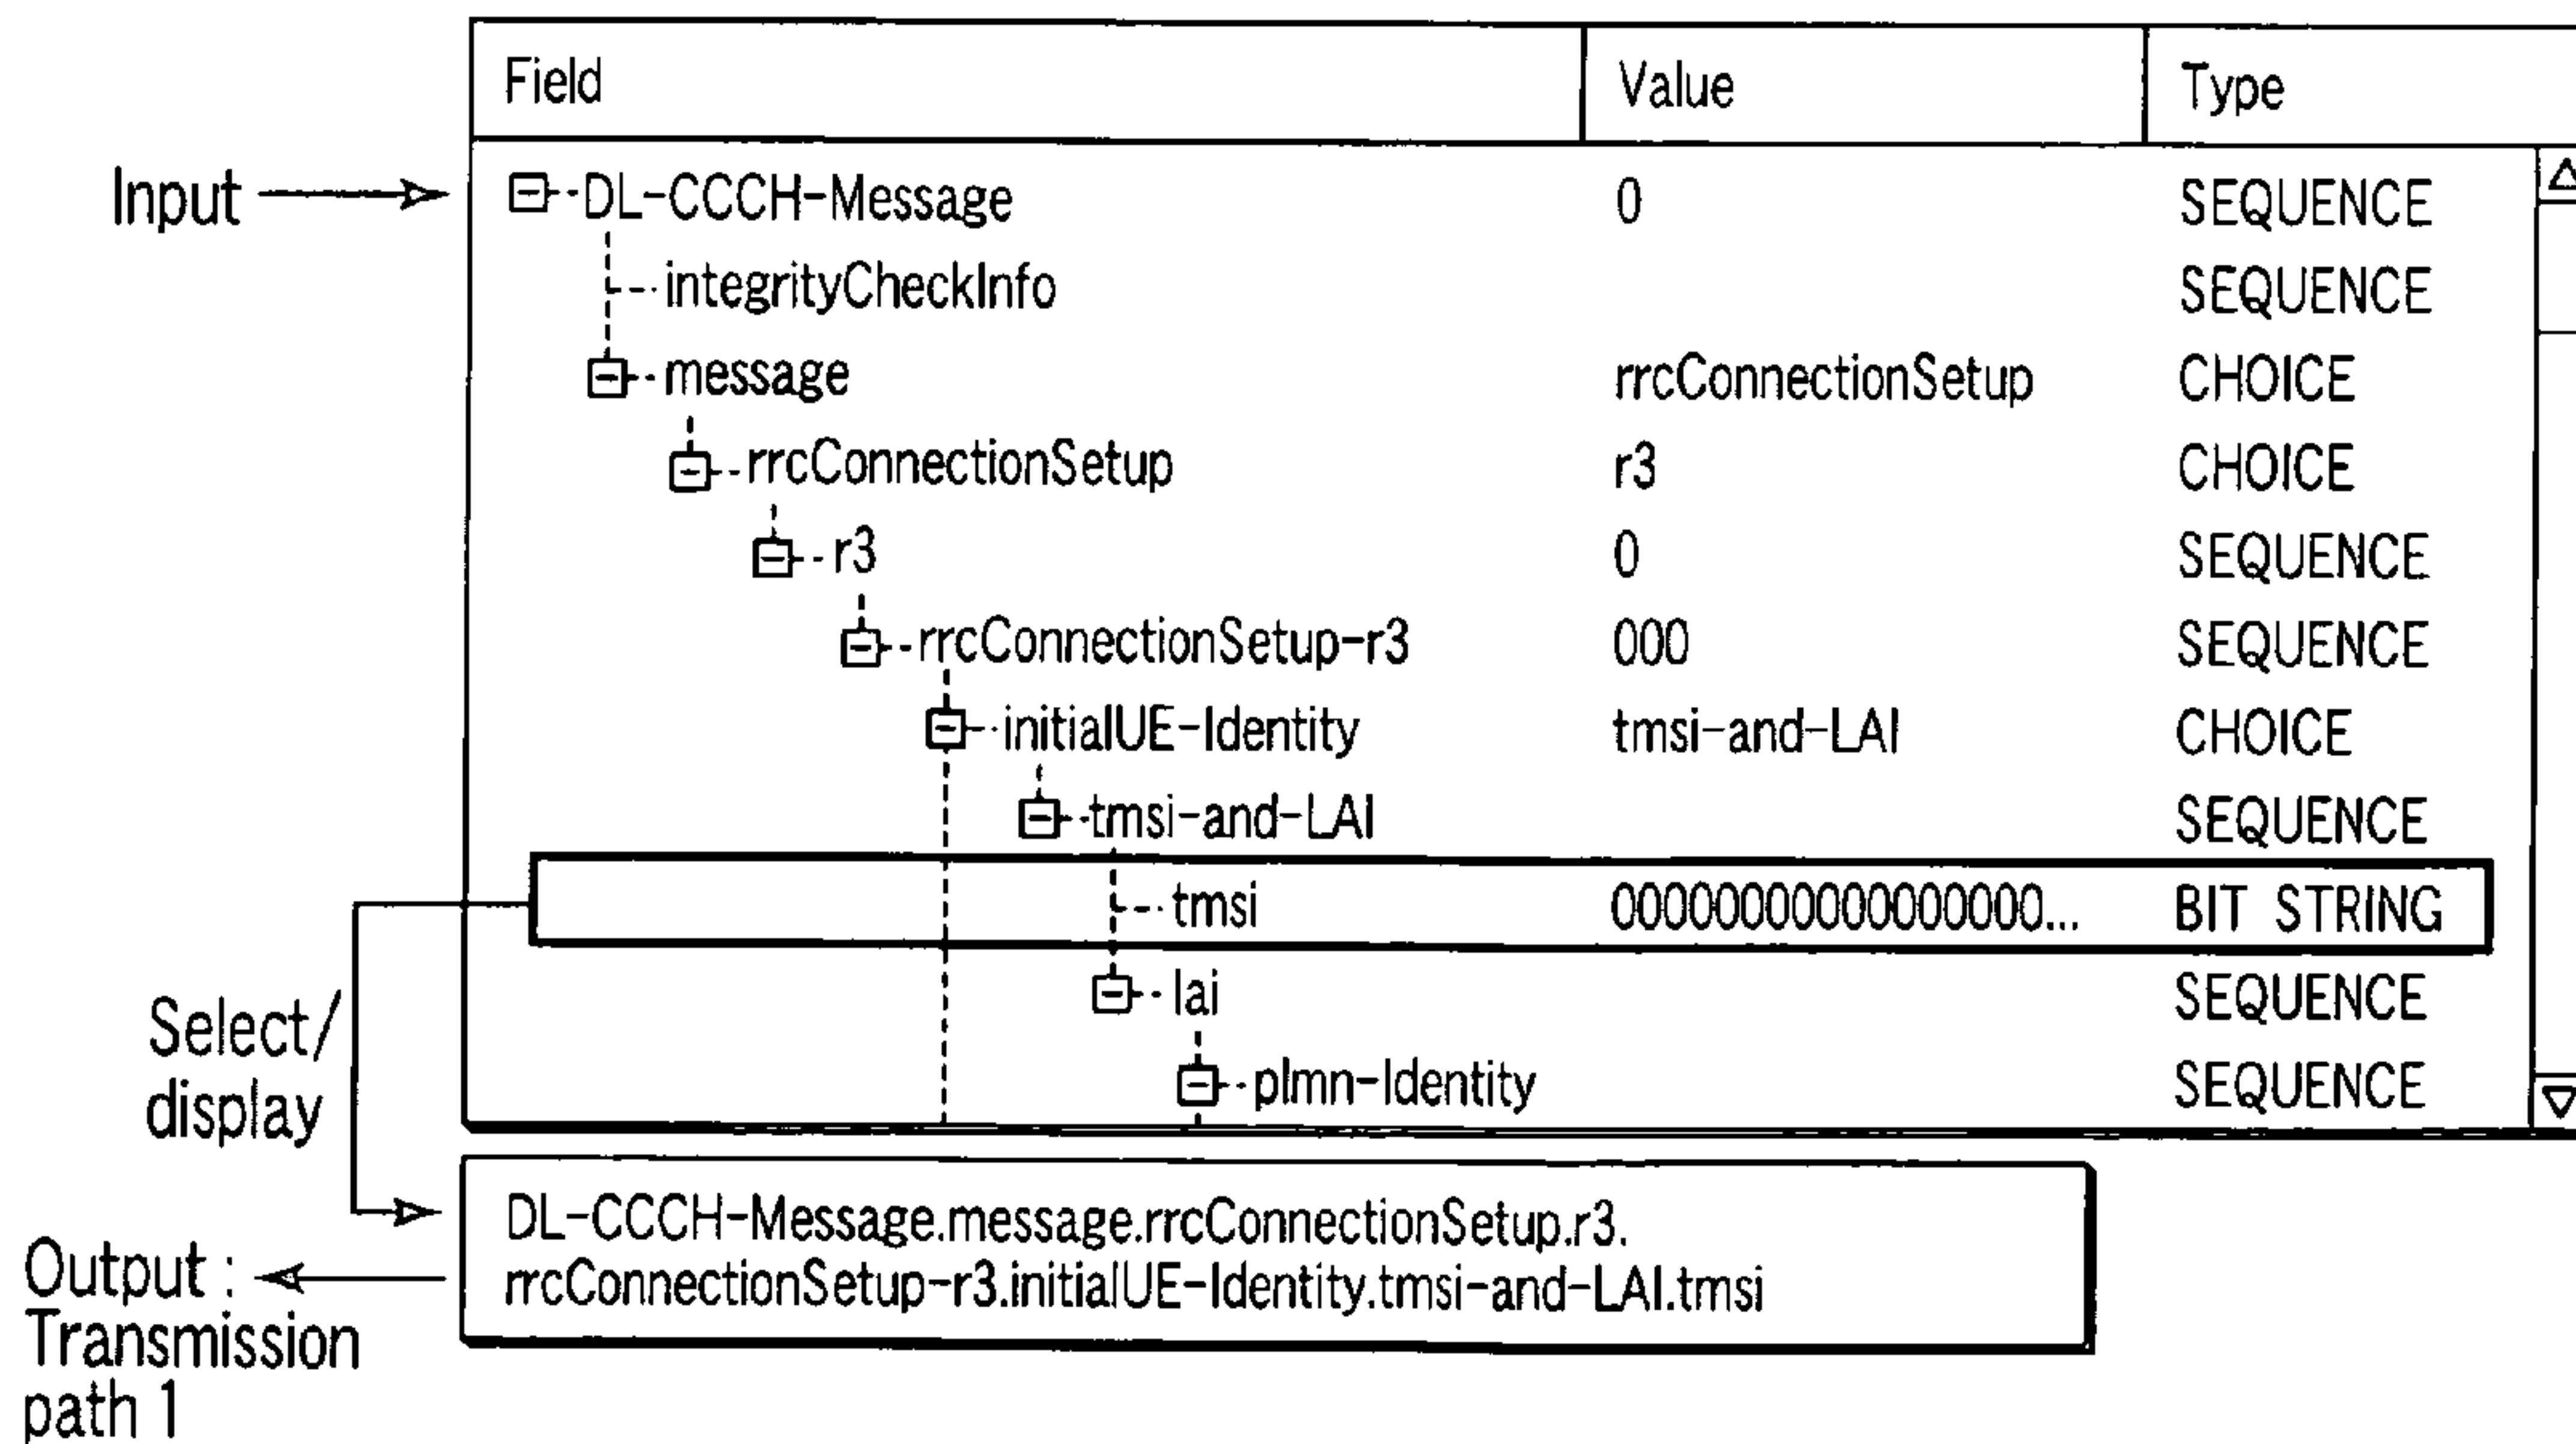 Field Value Type
Input
DL-CCCH-Message 0 SEQUENCE
integrityCheckInfo SEQUENCE
message rrcConnectionSetup CHOICE
rrcConnectionSetup r3 CHOICE
r3 0 SEQUENCE
rrcConnectionSetup-r3 000 SEQUENCE
initialUE-Identity tmsi-and-LAI CHOICE
tmsi-and-LAI SEQUENCE
tmsi 00000000000000000... BIT STRING
lai SEQUENCE
plmn-Identity SEQUENCE
Select/
display
DL-CCCH-Message.message.rrcConnectionSetup.r3.
rrcConnectionSetup-r3.initialUE-Identity.tmsi-and-LAI.tmsi
Output :
Transmission
path 1